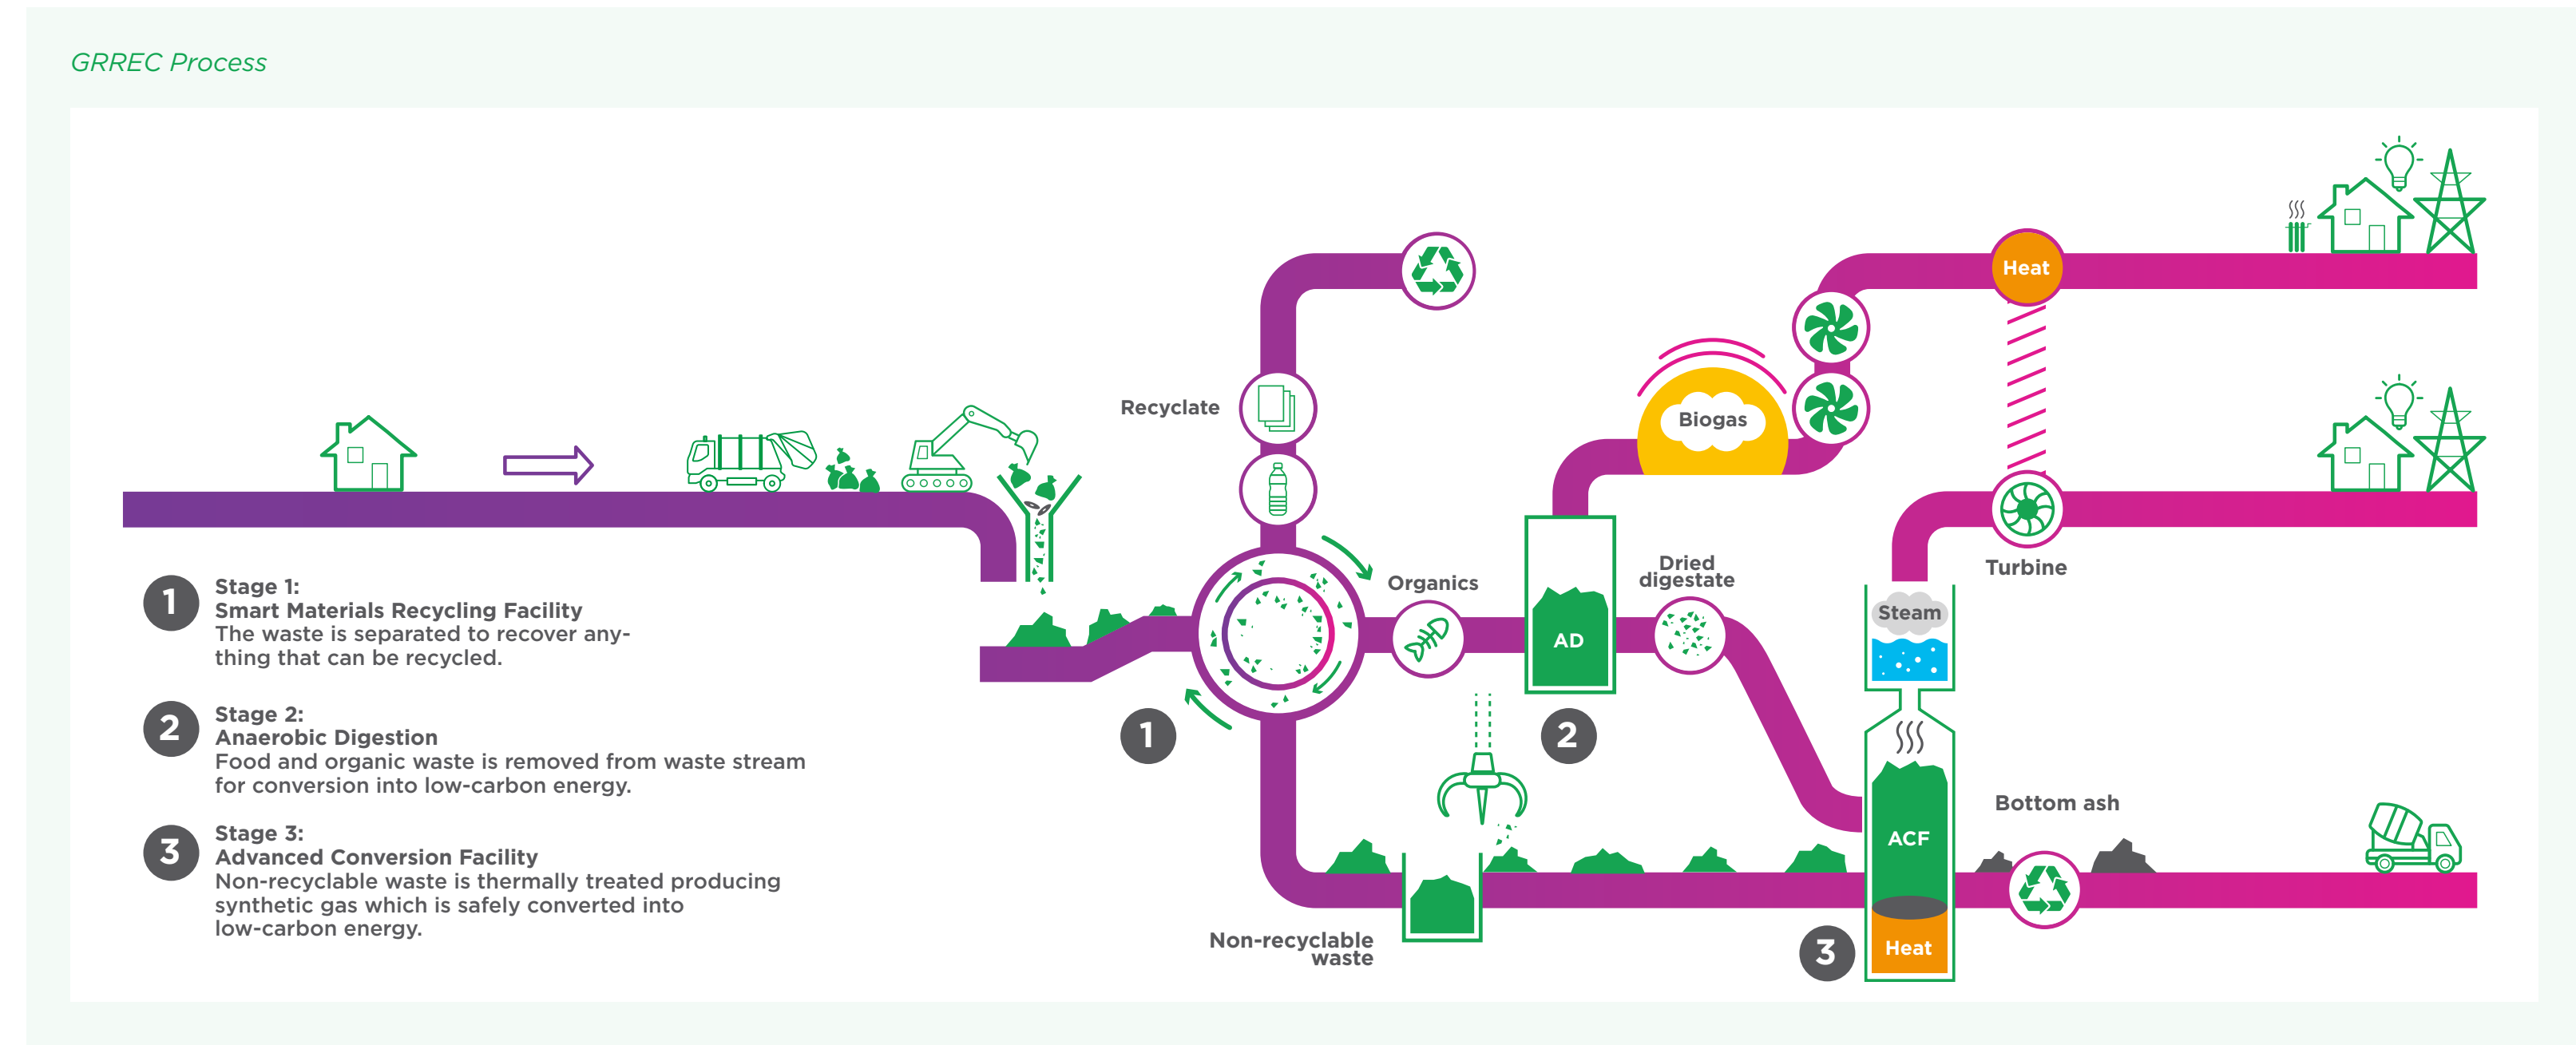 GRREC Process
1
Stage 1:
Smart Materials Recycling Facility
The waste is separated to recover any-
thing that can be recycled.
2
Stage 2:
Anaerobic Digestion
Food and organic waste is removed from waste stream
for conversion into low-carbon energy.
3
Stage 3:
Advanced Conversion Facility
Non-recyclable waste is thermally treated producing
synthetic gas which is safely converted into
low-carbon energy.
Recyclate
1
Organics
AD
2
Dried
digestate
Biogas
Heat
Turbine
Steam
ACF
Heat
3
Non-recyclable
waste
Bottom ash